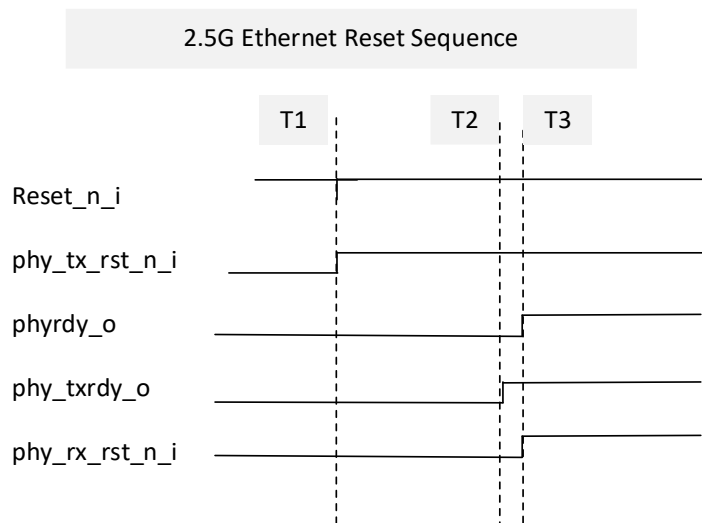 2.5G Ethernet Reset Sequence
T1 T2 T3
Reset_n_i
phy_tx_rst_n_i
phyrdy_o
phy_txrdy_o
phy_rx_rst_n_i